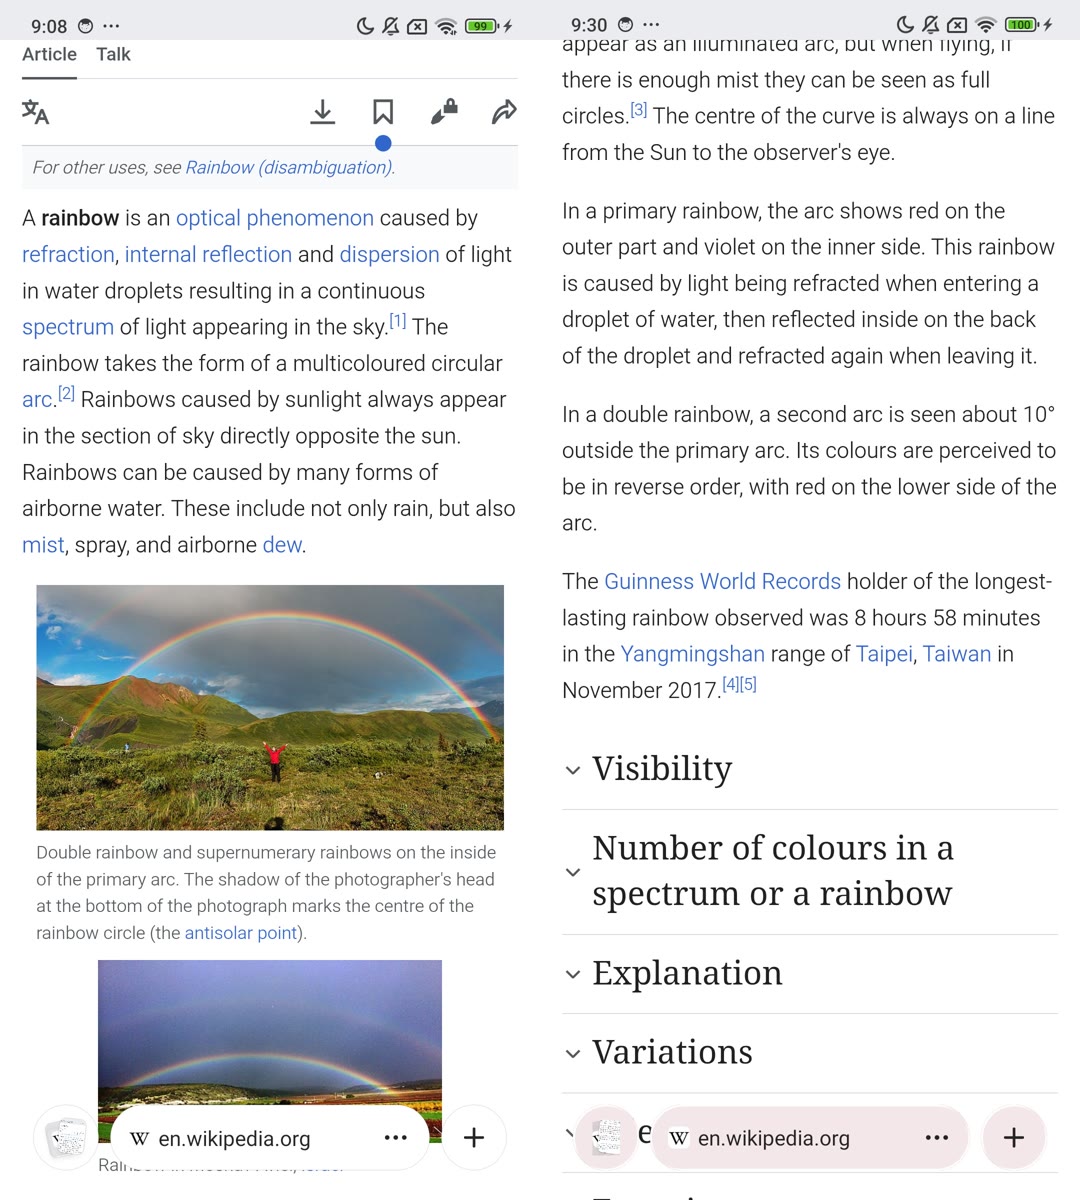 9:08
99
Article Talk
For other uses, see Rainbow (disambiguation).
A rainbow is an optical phenomenon caused by
refraction, internal reflection and dispersion of light
in water droplets resulting in a continuous
spectrum of light appearing in the sky.[1] The
rainbow takes the form of a multicoloured circular
arc.[2] Rainbows caused by sunlight always appear
in the section of sky directly opposite the sun.
Rainbows can be caused by many forms of
airborne water. These include not only rain, but also
mist, spray, and airborne dew.
Double rainbow and supernumerary rainbows on the inside
of the primary arc. The shadow of the photographer's head
at the bottom of the photograph marks the centre of the
rainbow circle (the antisolar point).
W en.wikipedia.org
9:30
100
appear as an illuminated arc, but when flying, if
there is enough mist they can be seen as full
circles.[3] The centre of the curve is always on a line
from the Sun to the observer's eye.
In a primary rainbow, the arc shows red on the
outer part and violet on the inner side. This rainbow
is caused by light being refracted when entering a
droplet of water, then reflected inside on the back
of the droplet and refracted again when leaving it.
In a double rainbow, a second arc is seen about 10°
outside the primary arc. Its colours are perceived to
be in reverse order, with red on the lower side of the
arc.
The Guinness World Records holder of the longest-
lasting rainbow observed was 8 hours 58 minutes
in the Yangmingshan range of Taipei, Taiwan in
November 2017.[4][5]
Visibility
Number of colours in a
spectrum or a rainbow
Explanation
Variations
W en.wikipedia.org